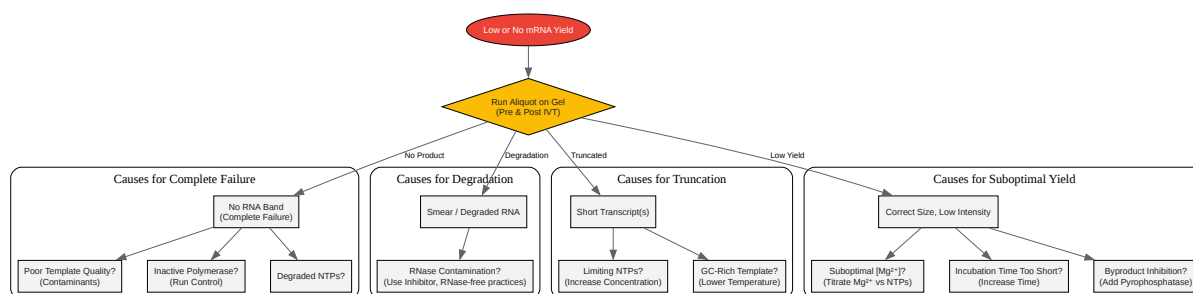 Low or No mRNA Yield
Run Aliquot on Gel
(Pre & Post IVT)
No Product
Degradation
Truncated
Low Yield
Causes for Complete Failure
No RNA Band
(Complete Failure)
Poor Template Quality?
(Contaminants)
Inactive Polymerase?
(Run Control)
Degraded NTPs?
Causes for Degradation
Smear / Degraded RNA
RNase Contamination?
(Use Inhibitor, RNase-free practices)
Causes for Truncation
Short Transcript(s)
Limiting NTPs?
(Increase Concentration)
GC-Rich Template?
(Lower Temperature)
Causes for Suboptimal Yield
Correct Size, Low Intensity
Suboptimal [Mg²⁺]?
(Titrate Mg²⁺ vs NTPs)
Incubation Time Too Short?
(Increase Time)
Byproduct Inhibition?
(Add Pyrophosphatase)